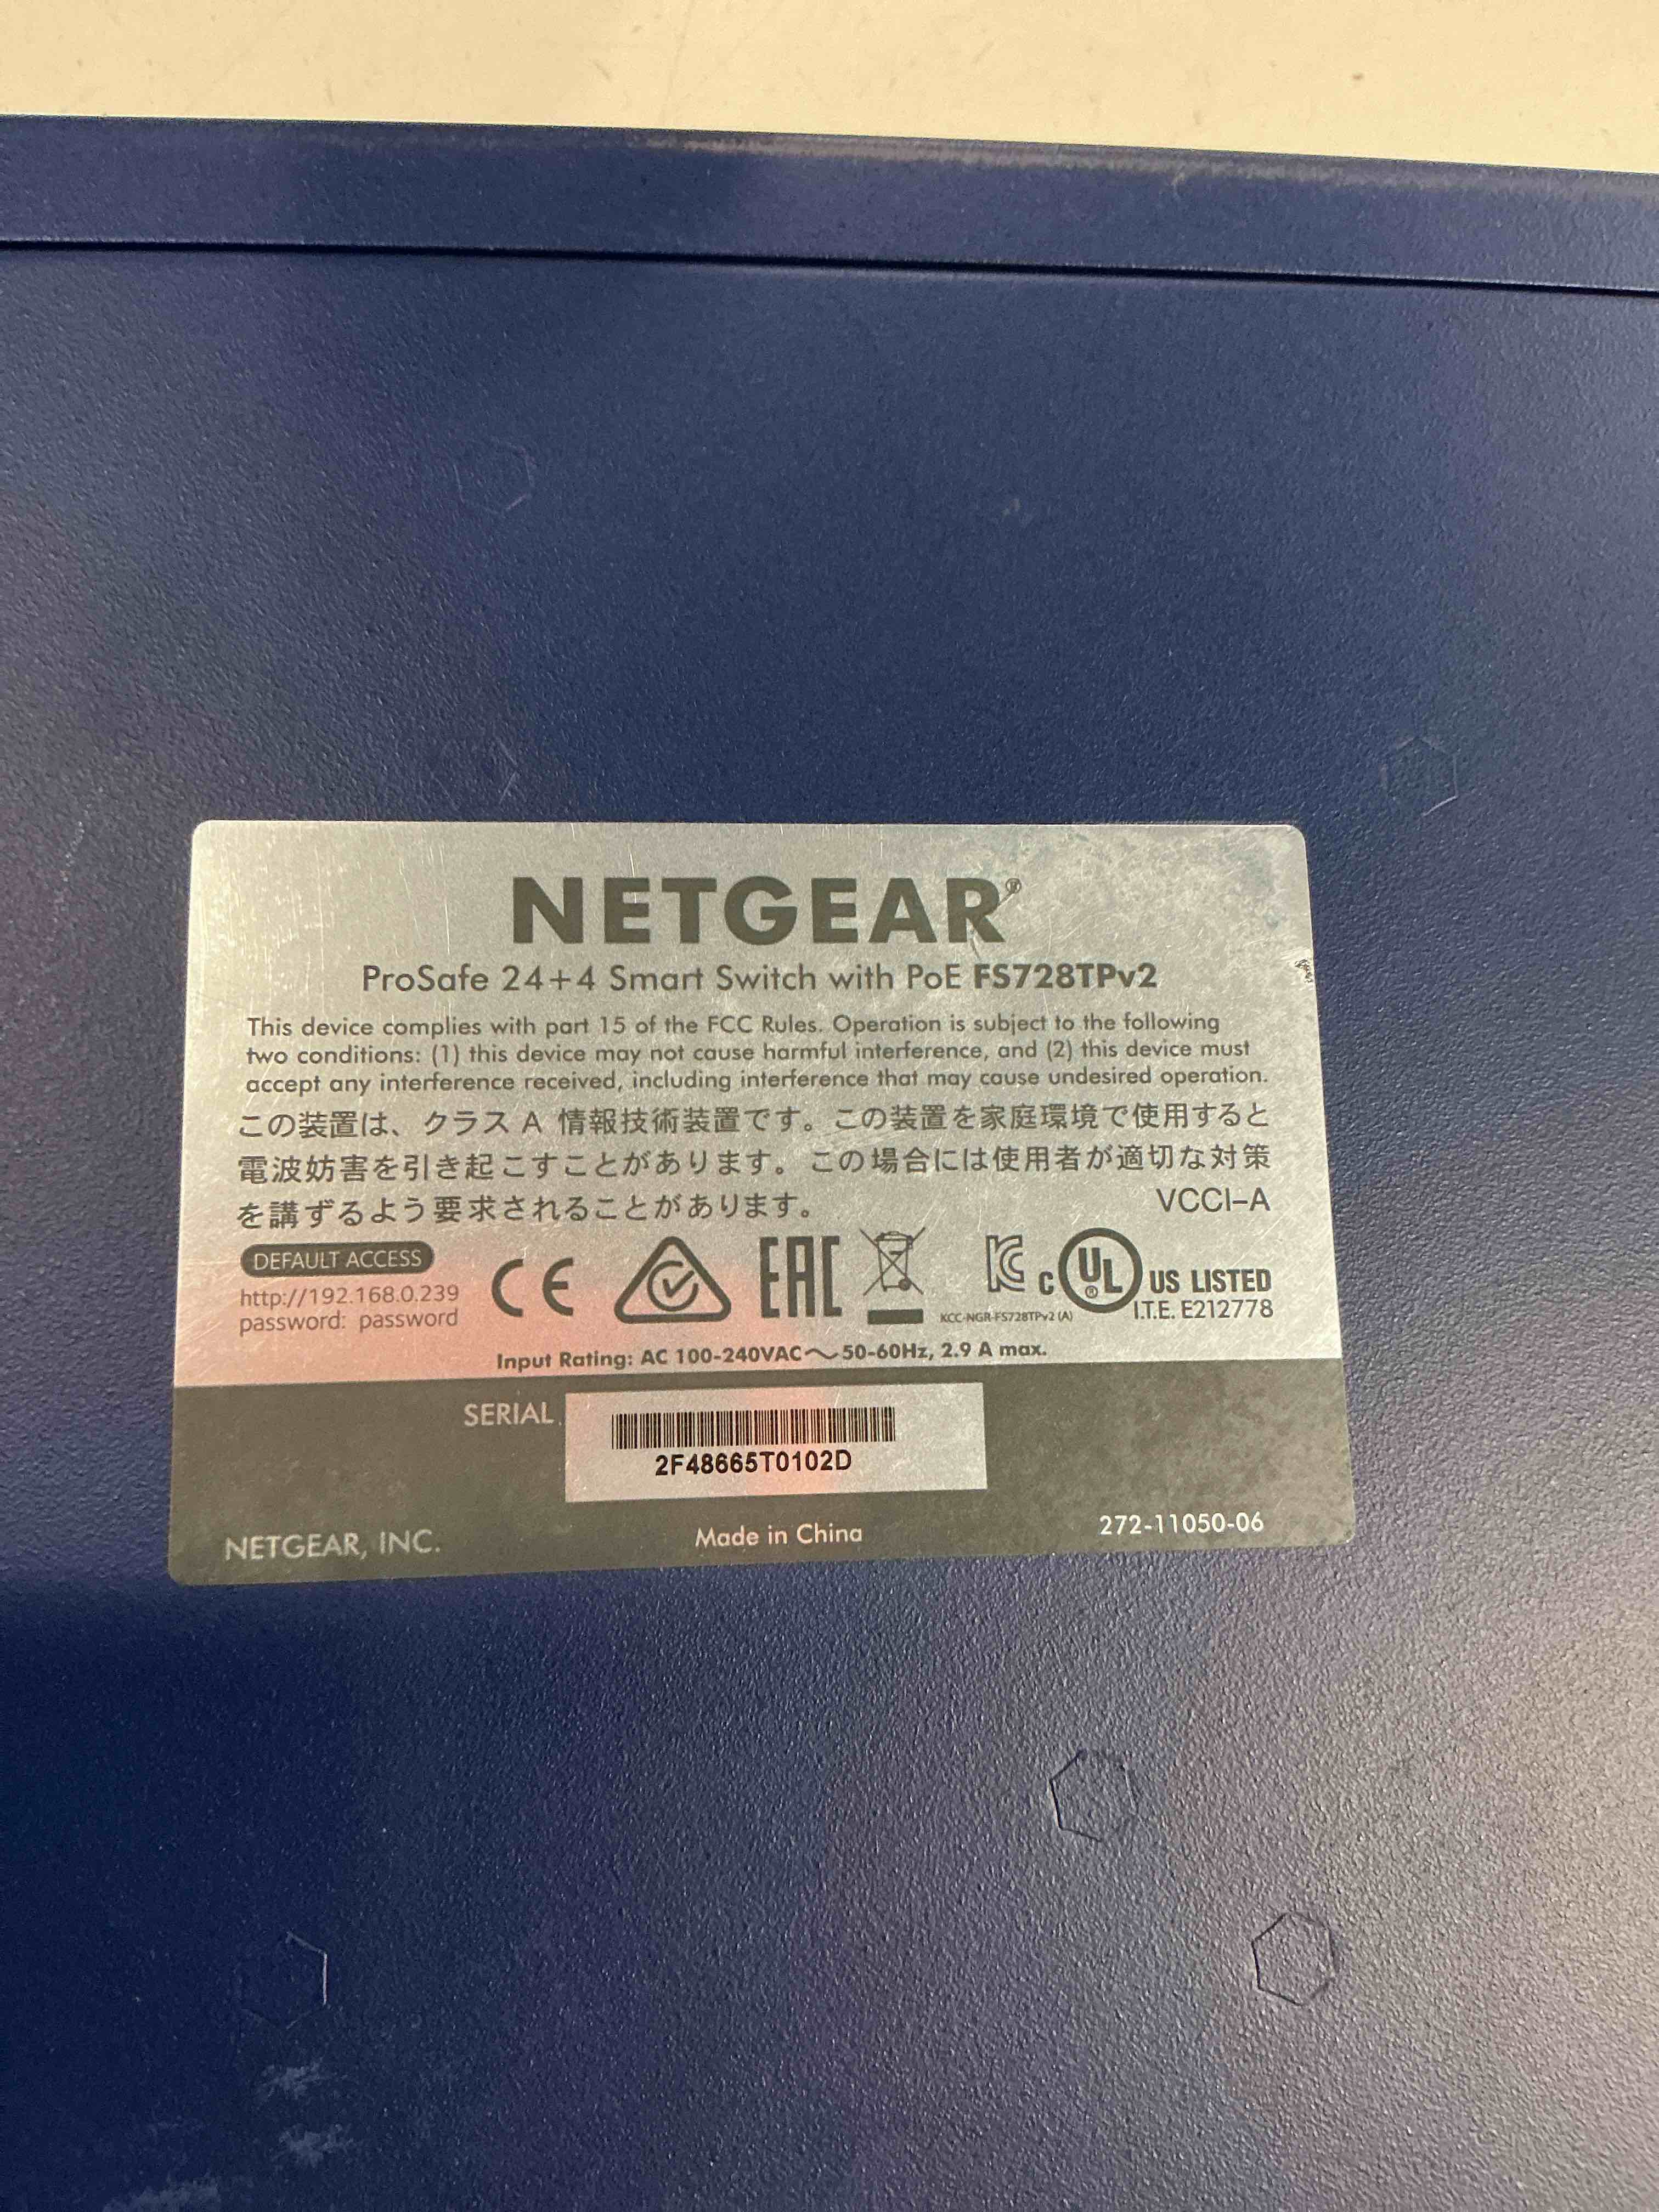 NETGEAR®
ProSafe 24+4 Smart Switch with PoE FS728TPv2
This device complies with part 15 of the FCC Rules. Operation is subject to the following
two conditions: (1) this device may not cause harmful interference, and (2) this device must
accept any interference received, including interference that may cause undesired operation.
この装置は、クラス A 情報技術装置です。この装置を家庭環境で使用すると
電波妨害を引き起こすことがあります。この場合には使用者が適切な対策
を講ずるよう要求されることがあります。 VCCI-A
DEFAULT ACCESS
http://192.168.0.239
password: password
CE
EAC
KC
KCC-NGR-FS728TPv2 (A)
c UL ® US LISTED
I.T.E. E212778
Input Rating: AC 100-240VAC～50-60Hz, 2.9 A max.
SERIAL
2F48665T0102D
NETGEAR, INC.
Made in China
272-11050-06